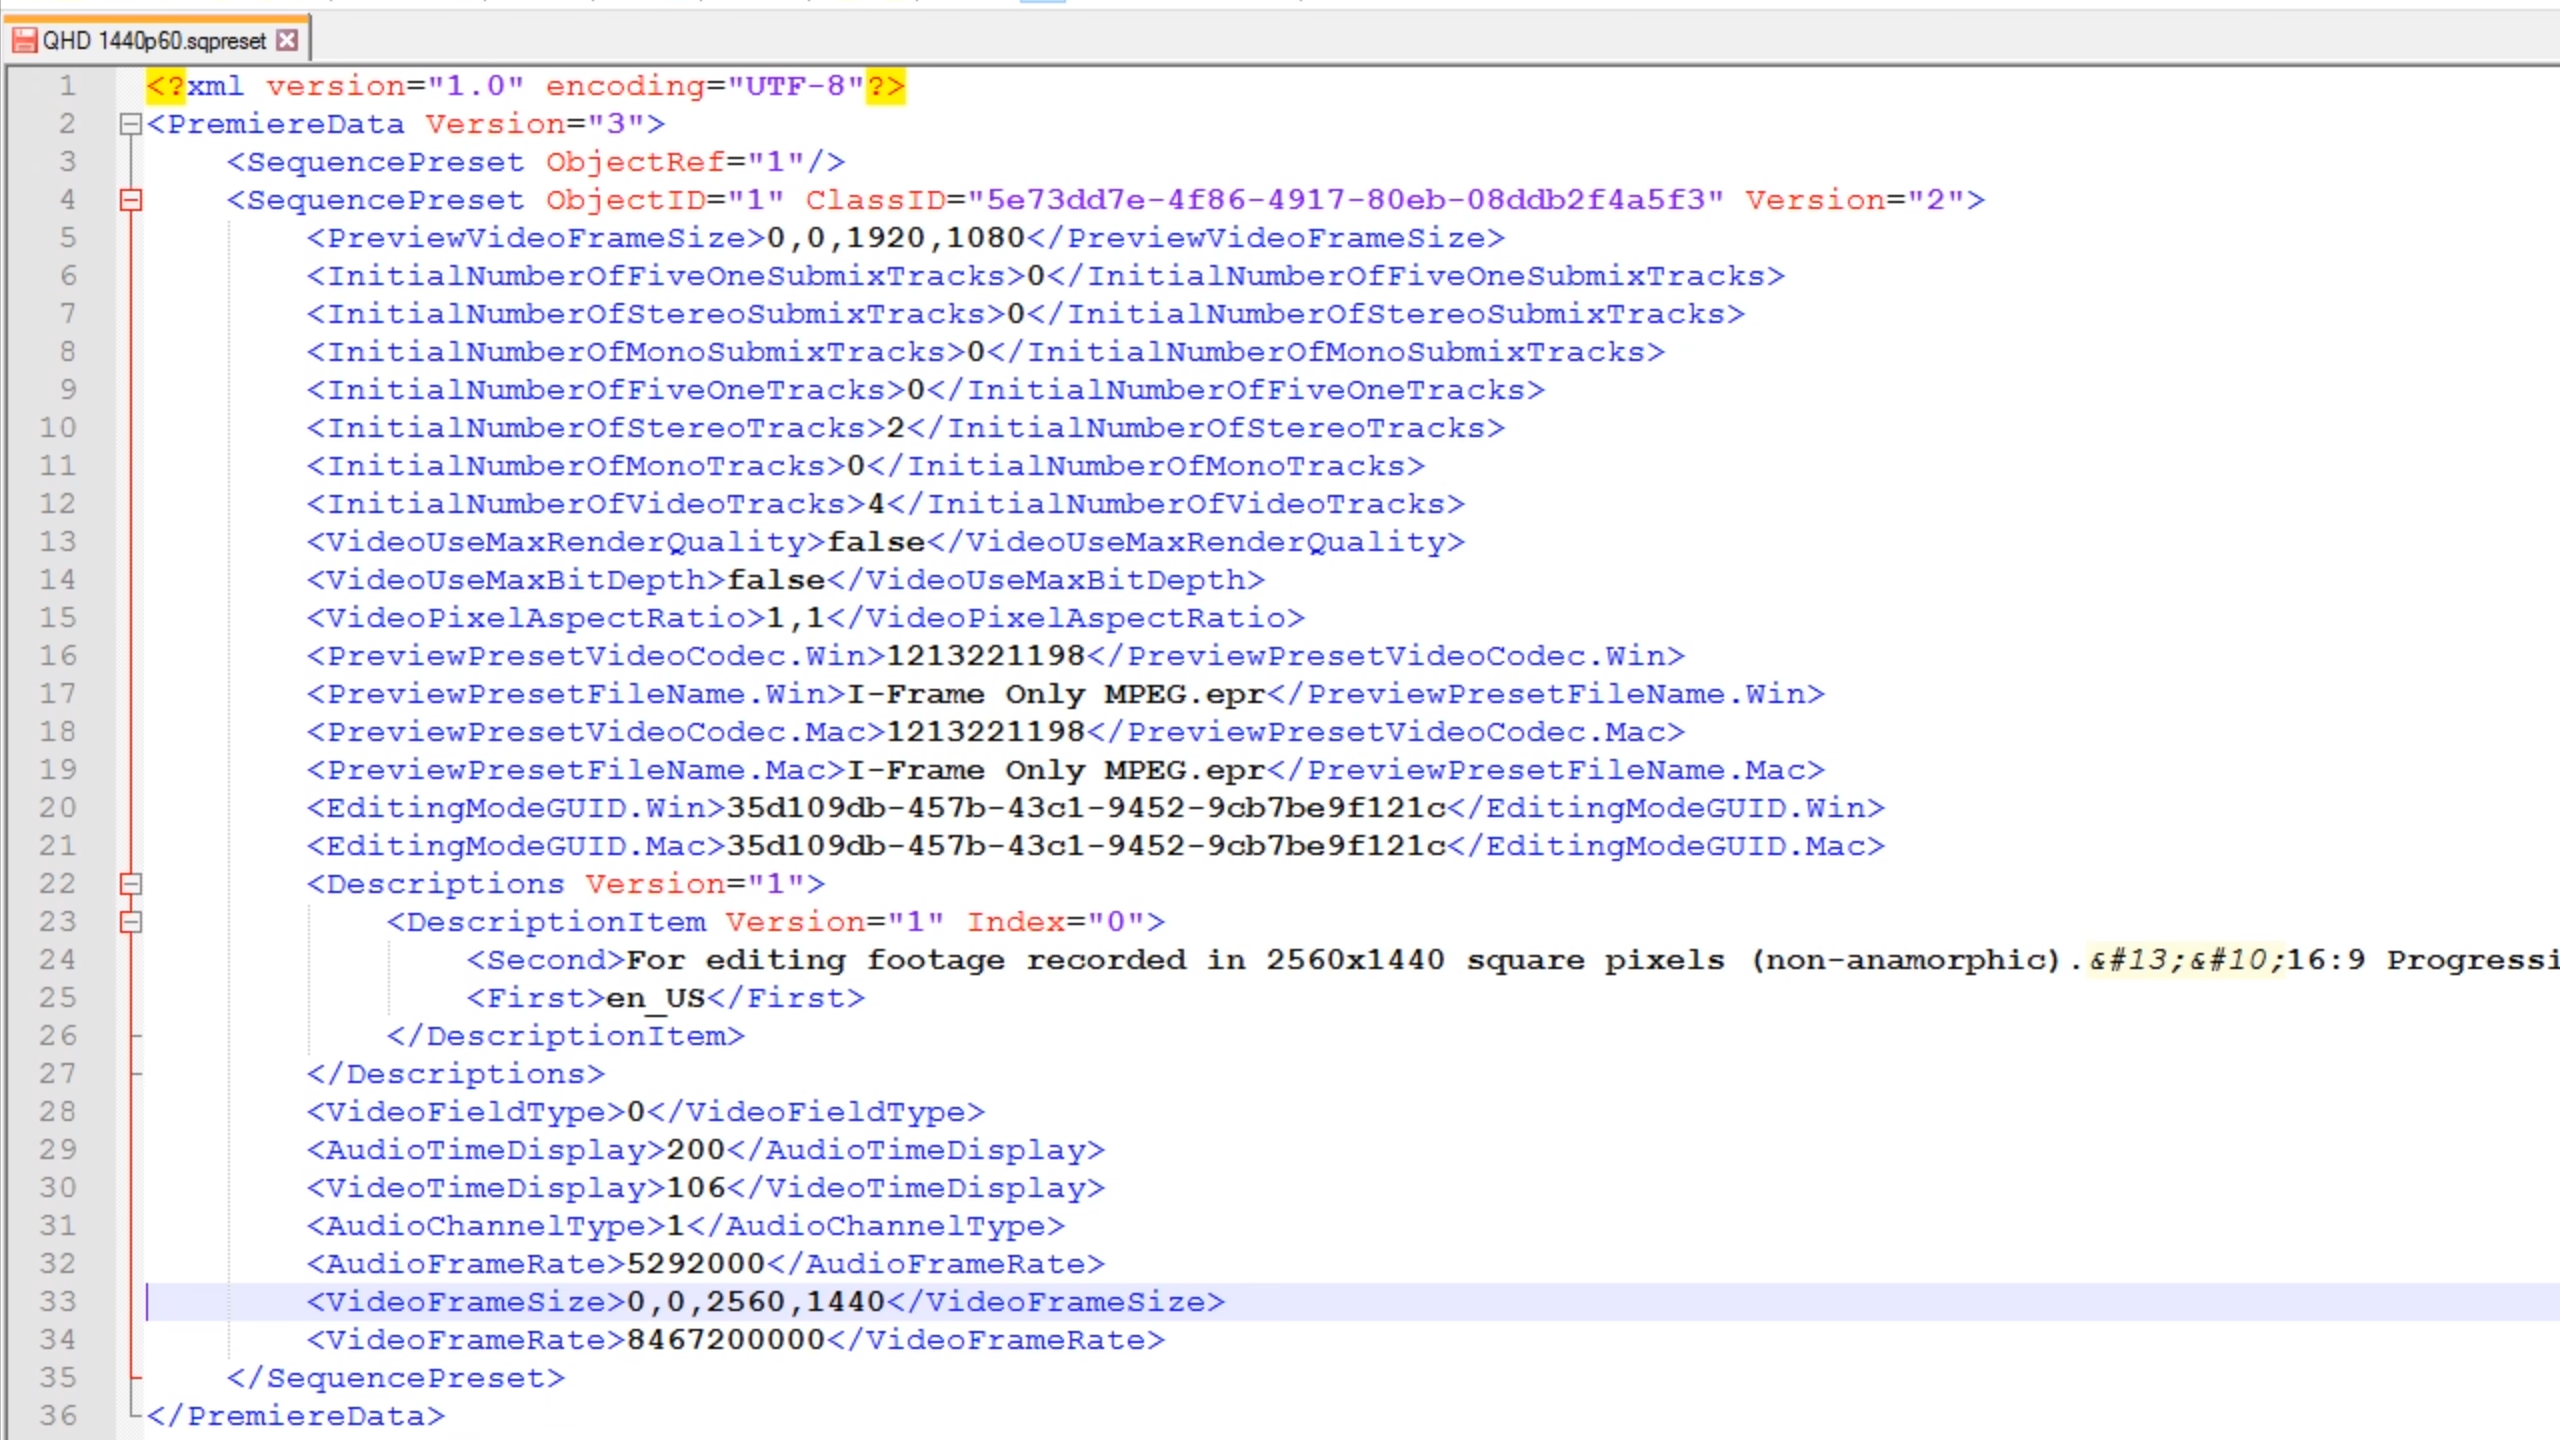 QHD 1440p60.sqpreset
1 <?xml version="1.0" encoding="UTF-8"?>
2 <PremiereData Version="3">
3 <SequencePreset ObjectRef="1"/>
4 <SequencePreset ObjectID="1" ClassID="5e73dd7e-4f86-4917-80eb-08ddb2f4a5f3" Version="2">
5 <PreviewVideoFrameSize>0,0,1920,1080</PreviewVideoFrameSize>
6 <InitialNumberOfFiveOneSubmixTracks>0</InitialNumberOfFiveOneSubmixTracks>
7 <InitialNumberOfStereoSubmixTracks>0</InitialNumberOfStereoSubmixTracks>
8 <InitialNumberOfMonoSubmixTracks>0</InitialNumberOfMonoSubmixTracks>
9 <InitialNumberOfFiveOneTracks>0</InitialNumberOfFiveOneTracks>
10 <InitialNumberOfStereoTracks>2</InitialNumberOfStereoTracks>
11 <InitialNumberOfMonoTracks>0</InitialNumberOfMonoTracks>
12 <InitialNumberOfVideoTracks>4</InitialNumberOfVideoTracks>
13 <VideoUseMaxRenderQuality>false</VideoUseMaxRenderQuality>
14 <VideoUseMaxBitDepth>false</VideoUseMaxBitDepth>
15 <VideoPixelAspectRatio>1,1</VideoPixelAspectRatio>
16 <PreviewPresetVideoCodec.Win>1213221198</PreviewPresetVideoCodec.Win>
17 <PreviewPresetFileName.Win>I-Frame Only MPEG.epr</PreviewPresetFileName.Win>
18 <PreviewPresetVideoCodec.Mac>1213221198</PreviewPresetVideoCodec.Mac>
19 <PreviewPresetFileName.Mac>I-Frame Only MPEG.epr</PreviewPresetFileName.Mac>
20 <EditingModeGUID.Win>35d109db-457b-43c1-9452-9cb7be9f121c</EditingModeGUID.Win>
21 <EditingModeGUID.Mac>35d109db-457b-43c1-9452-9cb7be9f121c</EditingModeGUID.Mac>
22 <Descriptions Version="1">
23 <DescriptionItem Version="1" Index="0">
24 <Second>For editing footage recorded in 2560x1440 square pixels (non-anamorphic).&#13;&#10;16:9 Progressi
25 <First>en_US</First>
26 </DescriptionItem>
27 </Descriptions>
28 <VideoFieldType>0</VideoFieldType>
29 <AudioTimeDisplay>200</AudioTimeDisplay>
30 <VideoTimeDisplay>106</VideoTimeDisplay>
31 <AudioChannelType>1</AudioChannelType>
32 <AudioFrameRate>5292000</AudioFrameRate>
33 <VideoFrameSize>0,0,2560,1440</VideoFrameSize>
34 <VideoFrameRate>8467200000</VideoFrameRate>
35 </SequencePreset>
36 </PremiereData>